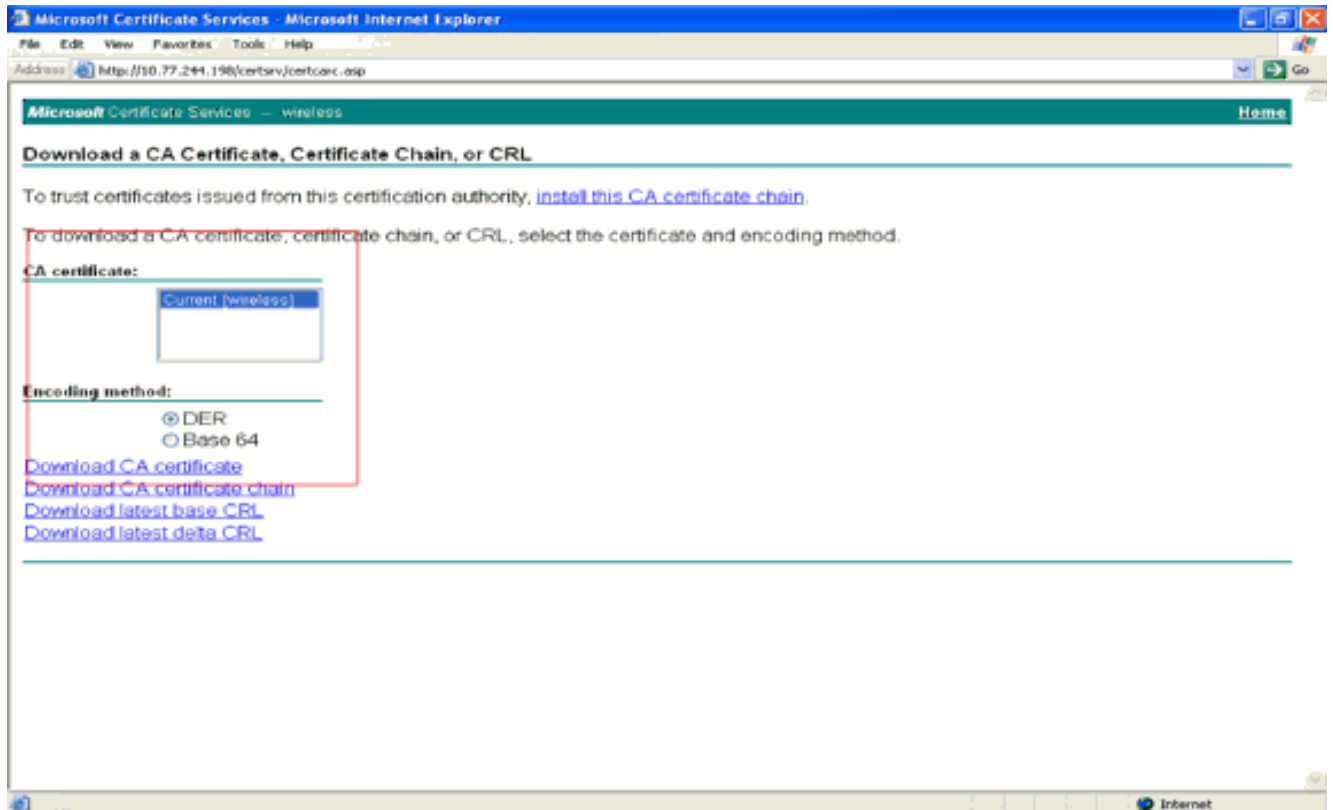 Microsoft Certificate Services - Microsoft Internet Explorer
File Edit View Favorites Tools Help
Address http://10.77.244.198/certsrv/certcarc.asp Go
Microsoft Certificate Services -- wireless Home
Download a CA Certificate, Certificate Chain, or CRL
To trust certificates issued from this certification authority, install this CA certificate chain.
To download a CA certificate, certificate chain, or CRL, select the certificate and encoding method.
CA certificate:
Current [wireless]
Encoding method:
DER
Base 64
Download CA certificate
Download CA certificate chain
Download latest base CRL
Download latest delta CRL
Internet